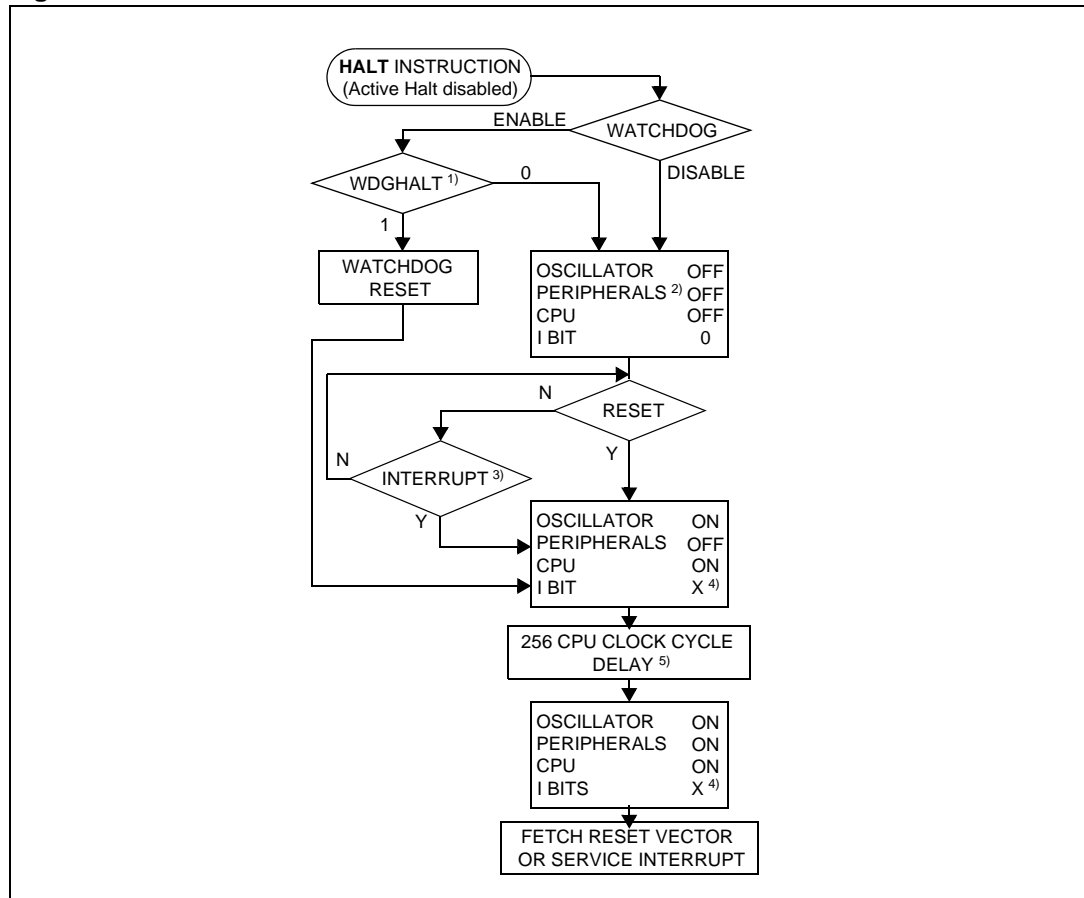 HALT INSTRUCTION
(Active Halt disabled)
ENABLE
WATCHDOG
WDGHALT 1)
0
DISABLE
1
WATCHDOG
RESET
OSCILLATOR OFF
PERIPHERALS 2) OFF
CPU OFF
I BIT 0
N
RESET
N
INTERRUPT 3)
Y
Y
OSCILLATOR ON
PERIPHERALS OFF
CPU ON
I BIT X 4)
256 CPU CLOCK CYCLE
DELAY 5)
OSCILLATOR ON
PERIPHERALS ON
CPU ON
I BITS X 4)
FETCH RESET VECTOR
OR SERVICE INTERRUPT